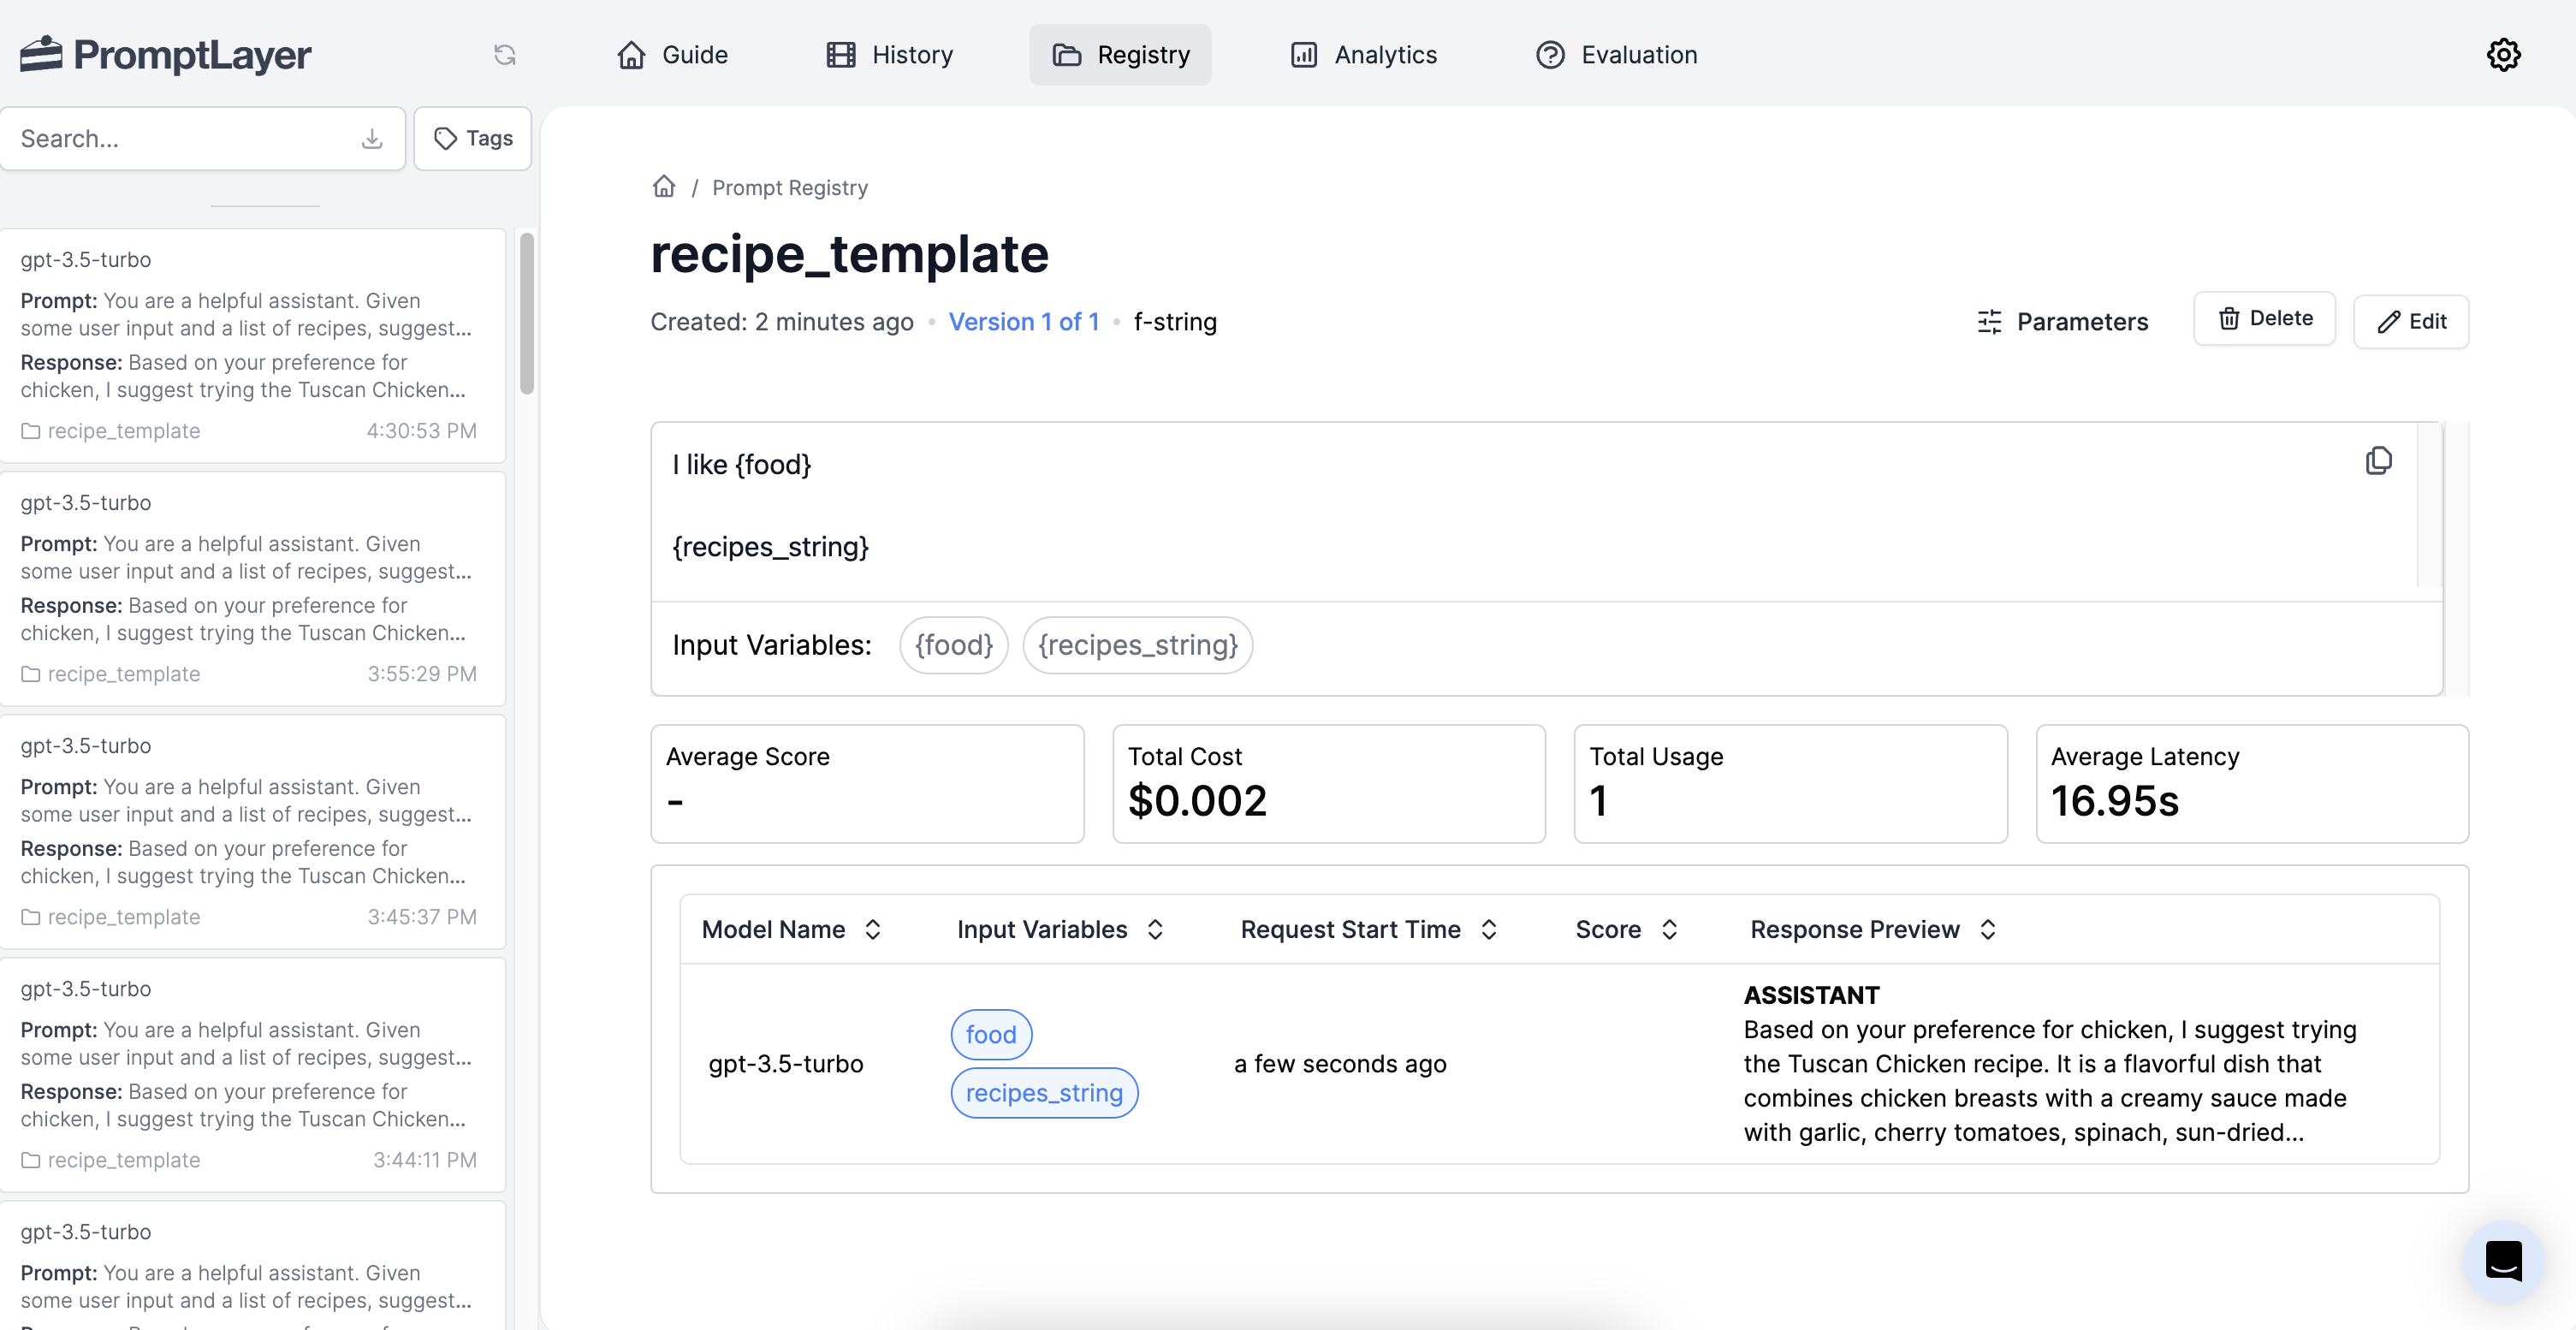 PromptLayer
Guide
History
Registry
Analytics
Evaluation
Search...
Tags
gpt-3.5-turbo
Prompt: You are a helpful assistant. Given
some user input and a list of recipes, suggest...
Response: Based on your preference for
chicken, I suggest trying the Tuscan Chicken...
recipe_template 4:30:53 PM
gpt-3.5-turbo
Prompt: You are a helpful assistant. Given
some user input and a list of recipes, suggest...
Response: Based on your preference for
chicken, I suggest trying the Tuscan Chicken...
recipe_template 3:55:29 PM
gpt-3.5-turbo
Prompt: You are a helpful assistant. Given
some user input and a list of recipes, suggest...
Response: Based on your preference for
chicken, I suggest trying the Tuscan Chicken...
recipe_template 3:45:37 PM
gpt-3.5-turbo
Prompt: You are a helpful assistant. Given
some user input and a list of recipes, suggest...
Response: Based on your preference for
chicken, I suggest trying the Tuscan Chicken...
recipe_template 3:44:11 PM
gpt-3.5-turbo
Prompt: You are a helpful assistant. Given
some user input and a list of recipes, suggest...
/ Prompt Registry
recipe_template
Created: 2 minutes ago • Version 1 of 1 • f-string
Parameters
Delete
Edit
I like {food}
{recipes_string}
Input Variables: {food} {recipes_string}
Average Score
-
Total Cost
$0.002
Total Usage
1
Average Latency
16.95s
Model Name Input Variables Request Start Time Score Response Preview
gpt-3.5-turbo
food
recipes_string
a few seconds ago
ASSISTANT
Based on your preference for chicken, I suggest trying
the Tuscan Chicken recipe. It is a flavorful dish that
combines chicken breasts with a creamy sauce made
with garlic, cherry tomatoes, spinach, sun-dried...